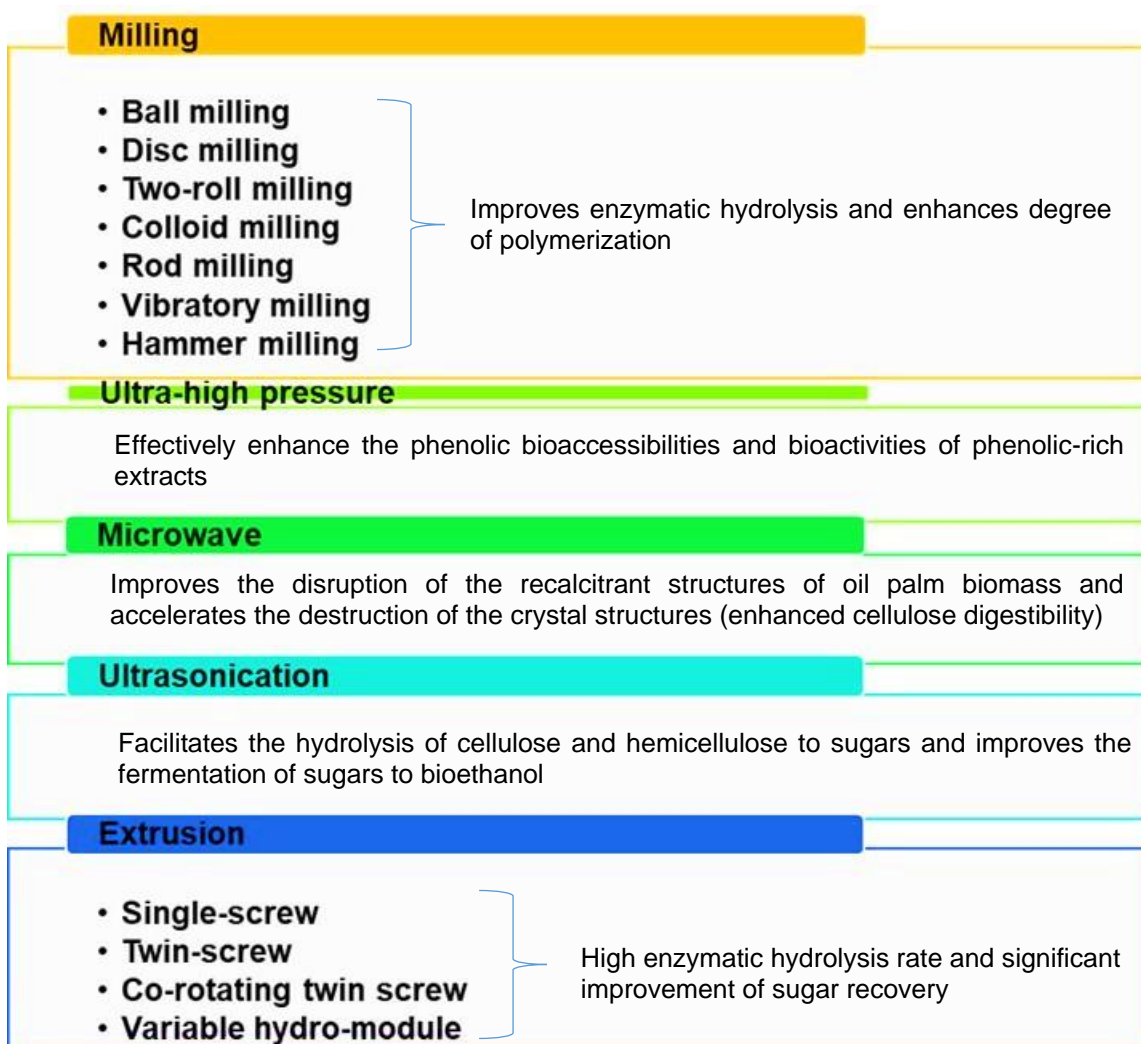 Milling
• Ball milling
• Disc milling
• Two-roll milling
• Colloid milling
• Rod milling
• Vibratory milling
• Hammer milling
Improves enzymatic hydrolysis and enhances degree
of polymerization
Ultra-high pressure
Effectively enhance the phenolic bioaccessibilities and bioactivities of phenolic-rich
extracts
Microwave
Improves the disruption of the recalcitrant structures of oil palm biomass and
accelerates the destruction of the crystal structures (enhanced cellulose digestibility)
Ultrasonication
Facilitates the hydrolysis of cellulose and hemicellulose to sugars and improves the
fermentation of sugars to bioethanol
Extrusion
• Single-screw
• Twin-screw
• Co-rotating twin screw
• Variable hydro-module
High enzymatic hydrolysis rate and significant
improvement of sugar recovery